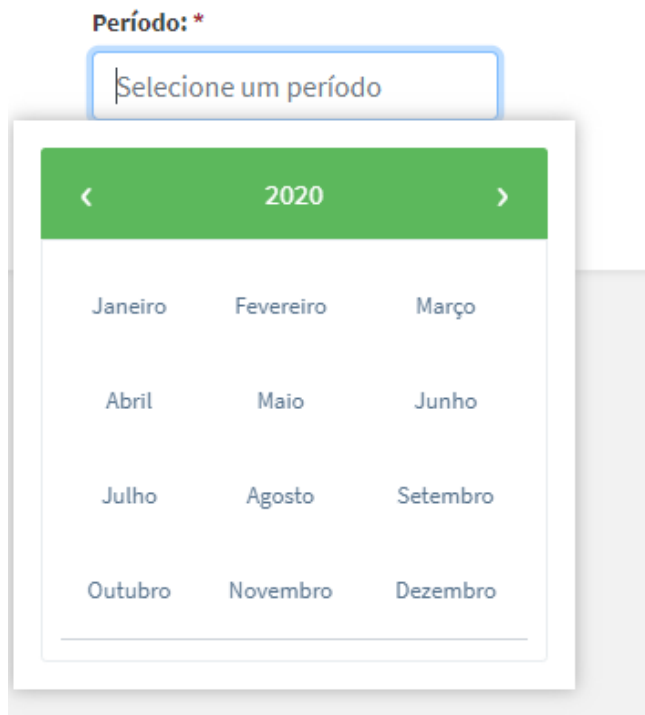 Período: *
Selecione um período
‹ 2020 ›
Janeiro Fevereiro Março
Abril Maio Junho
Julho Agosto Setembro
Outubro Novembro Dezembro